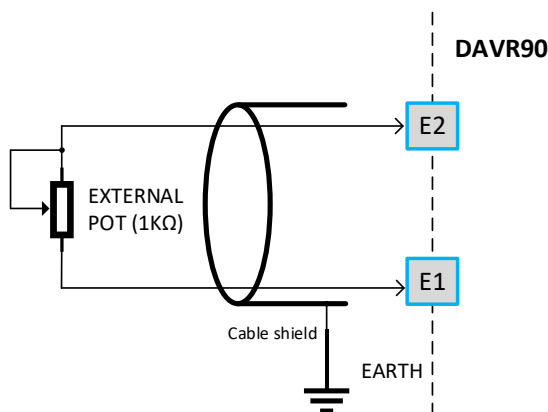 DAVR90
E2
EXTERNAL
POT (1KΩ)
E1
Cable shield
EARTH